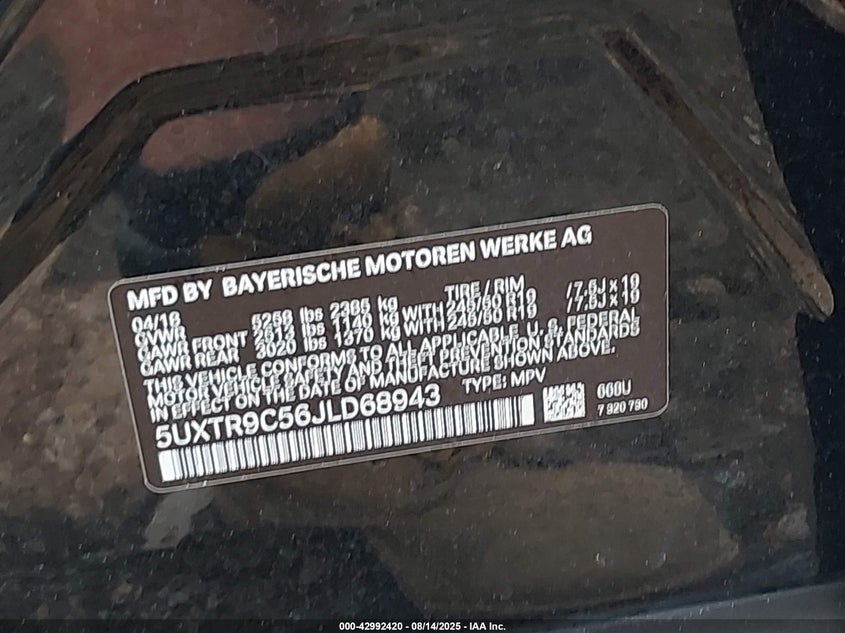 MFD BY BAYERISCHE MOTOREN WERKE AG
04/18 TIRE / RIM
GVWR 5258 lbs 2385 kg
GAWR FRONT 2513 lbs 1140 kg WITH 245/50 R19 /7.5J x 19
GAWR REAR 3020 lbs 1370 kg WITH 245/50 R19 /7.5J x 19
THIS VEHICLE CONFORMS TO ALL APPLICABLE U. S. FEDERAL
MOTOR VEHICLE SAFETY AND THEFT PREVENTION STANDARDS
IN EFFECT ON THE DATE OF MANUFACTURE SHOWN ABOVE.
5UXTR9C56JLD68943 TYPE: MPV
000U
7 920 790
000-42992420 - 08/14/2025 - IAA Inc.